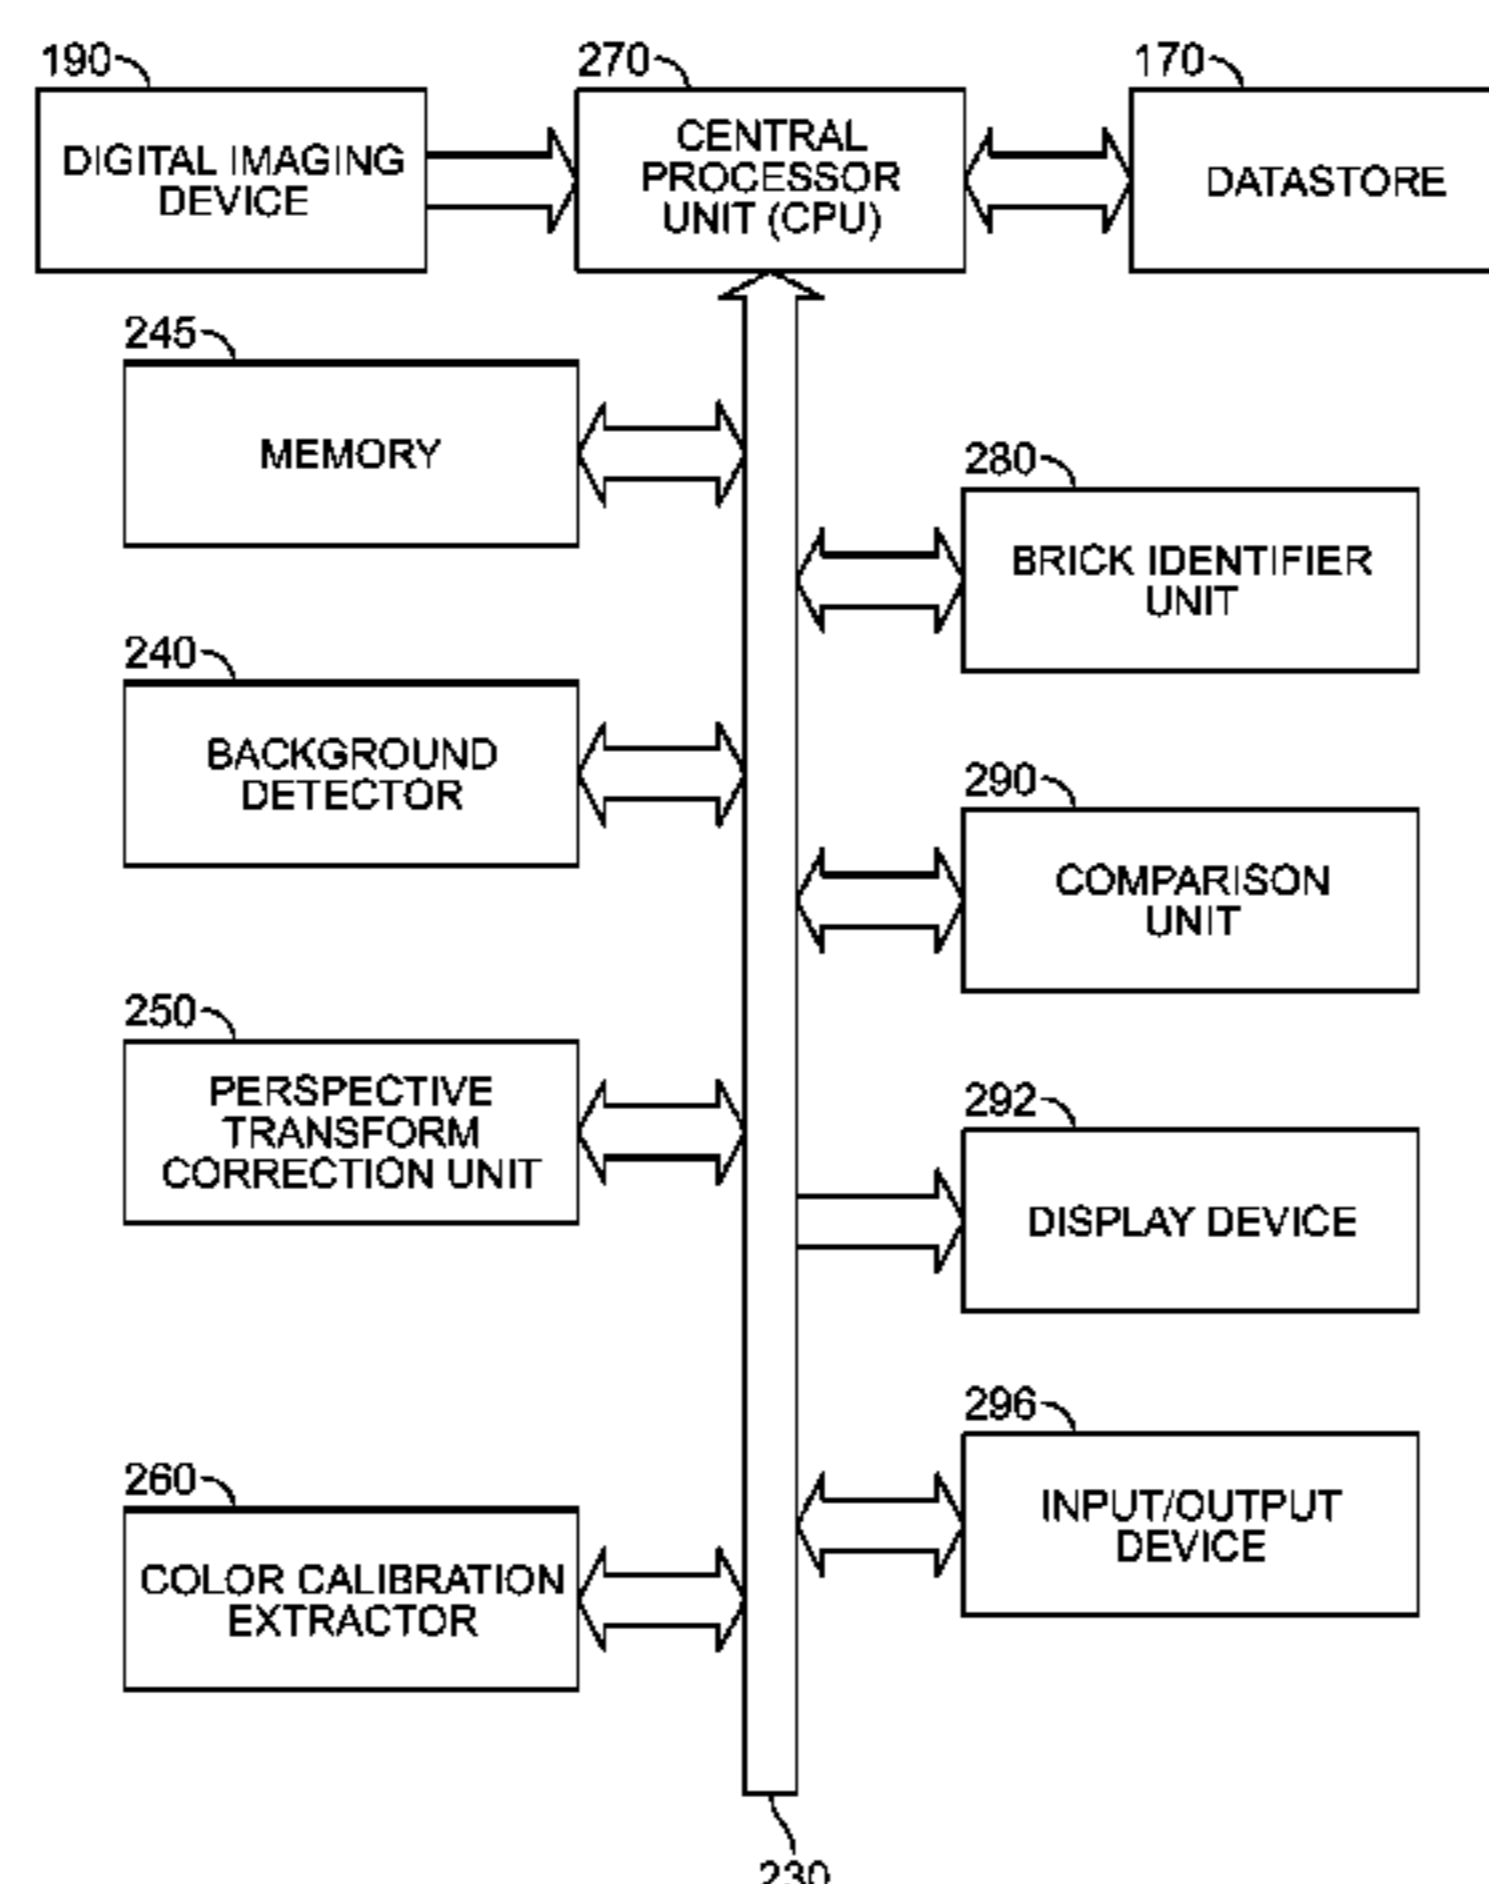 190
270
170
DIGITAL IMAGING
DEVICE
CENTRAL
PROCESSOR
UNIT (CPU)
DATASTORE
245
MEMORY
280
BRICK IDENTIFIER
UNIT
240
BACKGROUND
DETECTOR
290
COMPARISON
UNIT
250
PERSPECTIVE
TRANSFORM
CORRECTION UNIT
292
DISPLAY DEVICE
296
INPUT/OUTPUT
DEVICE
260
COLOR CALIBRATION
EXTRACTOR
230